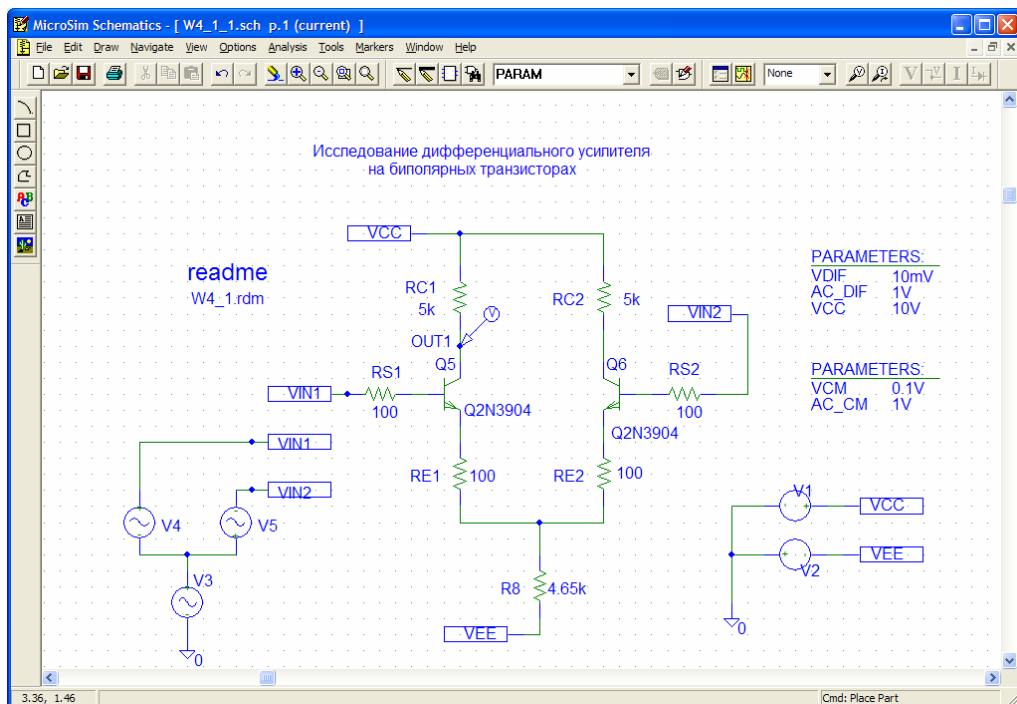 MicroSim Schematics - [ W4_1_1.sch p.1 (current) ]
File Edit Draw Navigate View Options Analysis Tools Markers Window Help
PARAM
None
V I
ABC
Исследование дифференциального усипителя
на биполярных транзисторах
VCC
readme
W4_1.rdm
RC1
5k
RC2
5k
PARAMETERS:
VDIF 10mV
AC_DIF 1V
VCC 10V
VIN2
V
OUT1
Q5
Q6
RS1
RS2
PARAMETERS:
VCM 0.1V
AC_CM 1V
VIN1
100
100
Q2N3904
Q2N3904
VIN1
RE1
100
RE2
100
VIN2
V4
V5
V1
VCC
VEE
V2
V3
R8
4.65k
VEE
0
0
3.36, 1.46
Cmd: Place Part